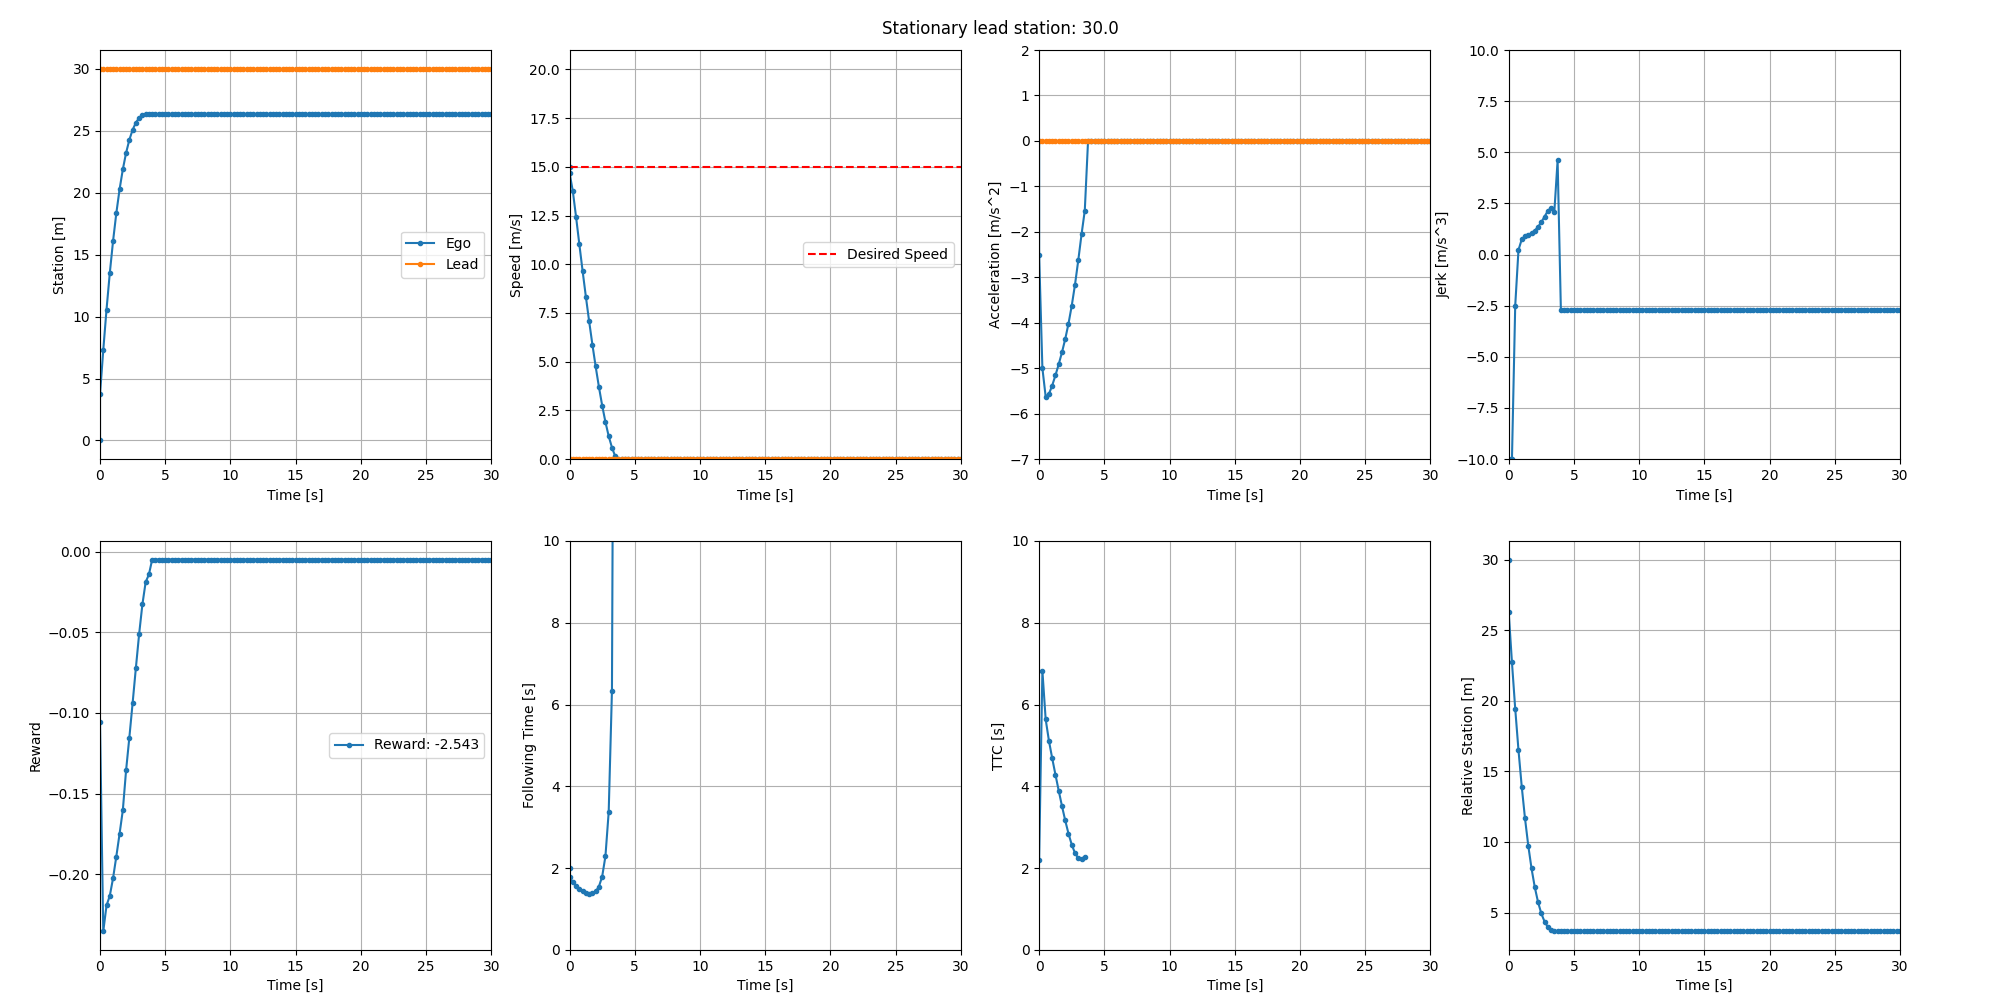 Stationary lead station: 30.0
Station [m]
30
25
20
15
10
5
0
Ego
Lead
0 5 10 15 20 25 30
Time [s]
Speed [m/s]
20.0
17.5
15.0
12.5
10.0
7.5
5.0
2.5
0.0
Desired Speed
0 5 10 15 20 25 30
Time [s]
Acceleration [m/s^2]
2
1
0
−1
−2
−3
−4
−5
−6
−7
0 5 10 15 20 25 30
Time [s]
Jerk [m/s^3]
10.0
7.5
5.0
2.5
0.0
−2.5
−5.0
−7.5
−10.0
0 5 10 15 20 25 30
Time [s]
Reward
0.00
−0.05
−0.10
−0.15
−0.20
Reward: -2.543
0 5 10 15 20 25 30
Time [s]
Following Time [s]
10
8
6
4
2
0
0 5 10 15 20 25 30
Time [s]
TTC [s]
10
8
6
4
2
0
0 5 10 15 20 25 30
Time [s]
Relative Station [m]
30
25
20
15
10
5
0 5 10 15 20 25 30
Time [s]